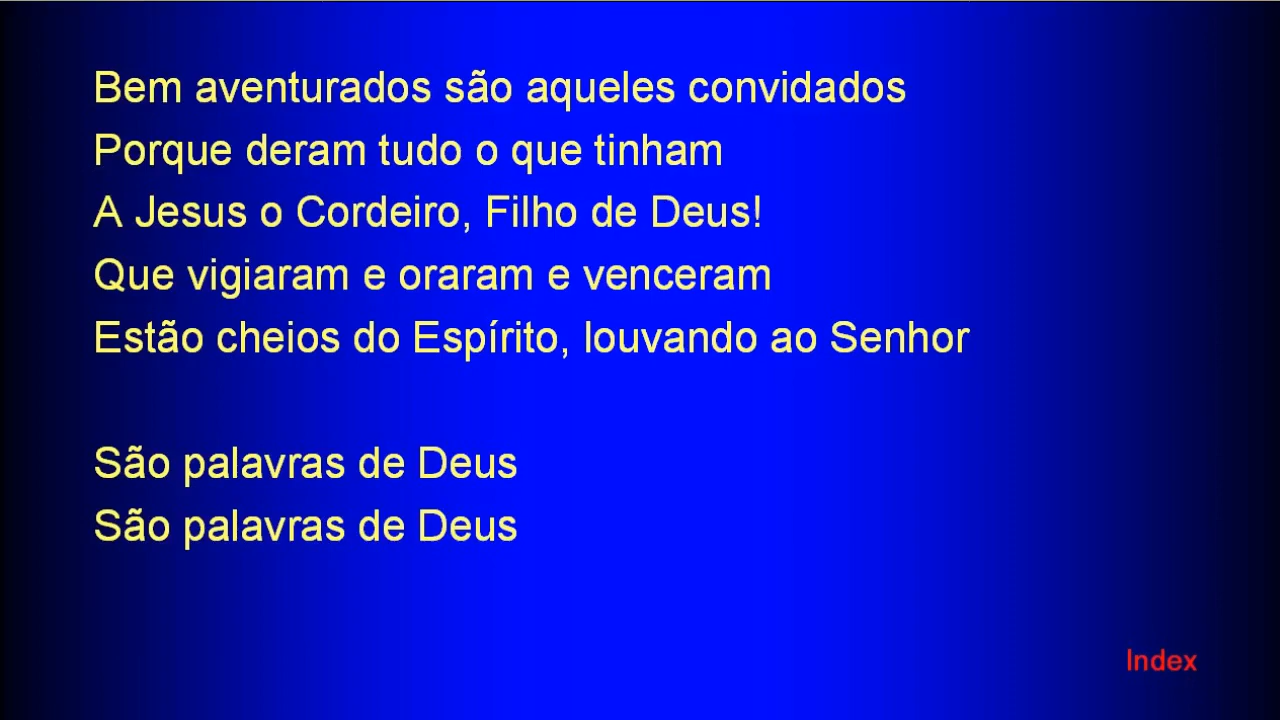 Bem aventurados são aqueles convidados
Porque deram tudo o que tinham
A Jesus o Cordeiro, Filho de Deus!
Que vigiaram e oraram e venceram
Estão cheios do Espírito, louvando ao Senhor
São palavras de Deus
São palavras de Deus
Index